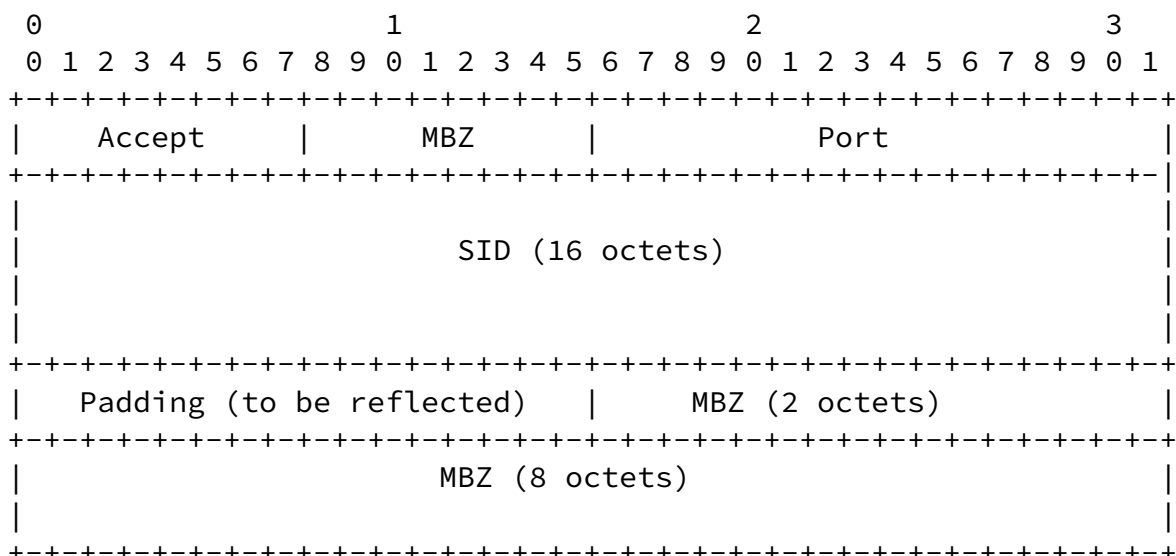 0                   1                   2                   3
 0 1 2 3 4 5 6 7 8 9 0 1 2 3 4 5 6 7 8 9 0 1 2 3 4 5 6 7 8 9 0 1
+-+-+-+-+-+-+-+-+-+-+-+-+-+-+-+-+-+-+-+-+-+-+-+-+-+-+-+-+-+-+-+-+
|    Accept     |      MBZ      |            Port               |
+-+-+-+-+-+-+-+-+-+-+-+-+-+-+-+-+-+-+-+-+-+-+-+-+-+-+-+-+-+-+-+-|
|                                                               |
|                        SID (16 octets)                        |
|                                                               |
|                                                               |
+-+-+-+-+-+-+-+-+-+-+-+-+-+-+-+-+-+-+-+-+-+-+-+-+-+-+-+-+-+-+-+-+
|   Padding (to be reflected)   |     MBZ (2 octets)            |
+-+-+-+-+-+-+-+-+-+-+-+-+-+-+-+-+-+-+-+-+-+-+-+-+-+-+-+-+-+-+-+-+
|                       MBZ (8 octets)                          |
|                                                               |
+-+-+-+-+-+-+-+-+-+-+-+-+-+-+-+-+-+-+-+-+-+-+-+-+-+-+-+-+-+-+-+-+